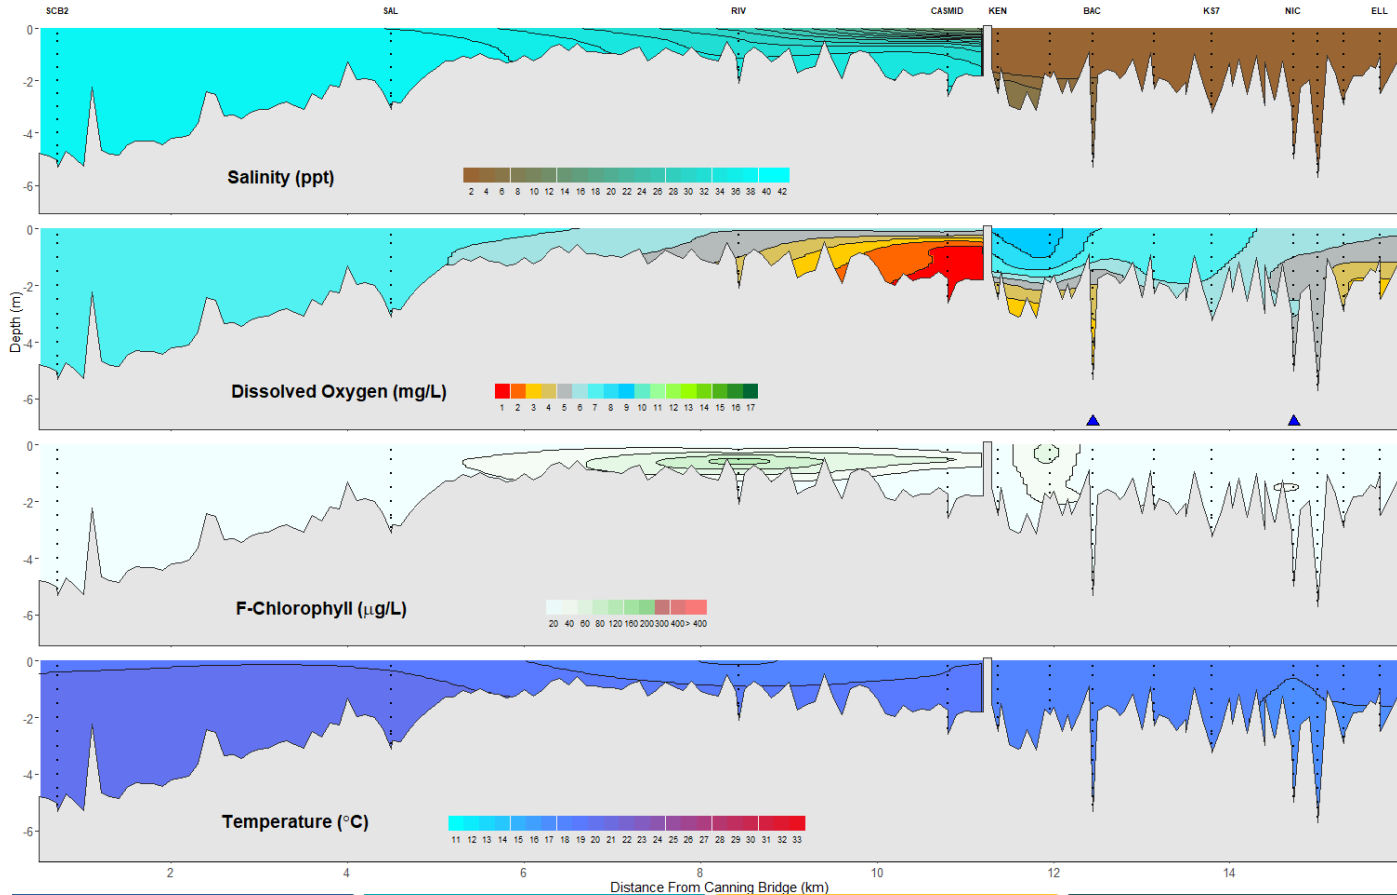 SCB2 SAL RIV CASMID KEN BAC KS7 NIC ELL
0
-2
-4
-6
Salinity (ppt)
2 4 6 8 10 12 14 16 18 20 22 24 26 28 30 32 34 36 38 40 42
0
-2
-4
-6
Depth (m)
Dissolved Oxygen (mg/L)
1 2 3 4 5 6 7 8 9 10 11 12 13 14 15 16 17
0
-2
-4
-6
F-Chlorophyll (μg/L)
20 40 60 80 120 160 200 300 400 > 400
0
-2
-4
-6
Temperature (°C)
11 12 13 14 15 16 17 18 19 20 21 22 23 24 25 26 27 28 29 30 31 32 33
2 4 6 8 10 12 14
Distance From Canning Bridge (km)